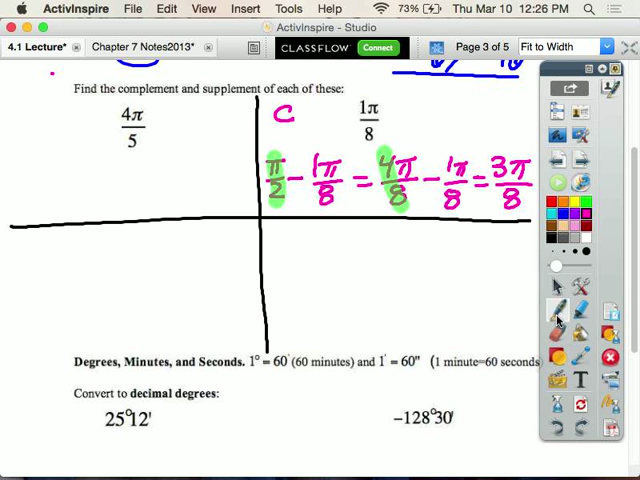 ActivInspire File Edit View Insert Tools Help 73% Sun Mar 10 12:26 PM
ActivInspire - Studio
4.1 Lecture* Chapter 7 Notes2013* CLASSFLOW Connect Page 3 of 5 Fit to Width
Find the complement and supplement of each of these:
4π/5
C 1π/8
π/2 - 1π/8 = 4π/8 - 1π/8 = 3π/8
Degrees, Minutes, and Seconds. 1° = 60' (60 minutes) and 1' = 60" (1 minute=60 seconds)
Convert to decimal degrees:
25°12' -128°30'